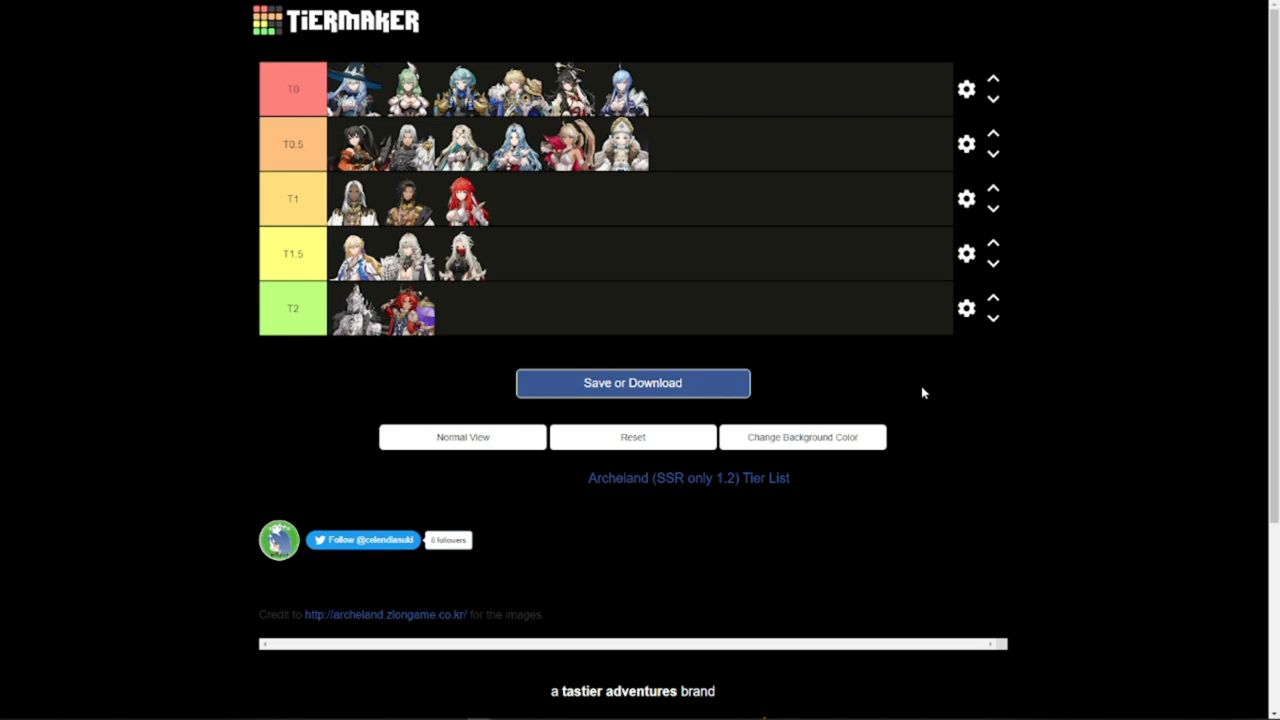 TiERMAKER
T0
T0.5
T1
T1.5
T2
Save or Download
Normal View
Reset
Change Background Color
Archeland (SSR only 1.2) Tier List
Follow @celendiasuki
8 followers
Credit to http://archeland.zlongame.co.kr/ for the images.
a tastier adventures brand